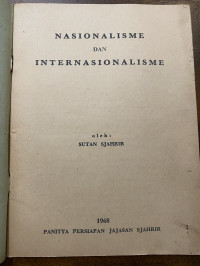 NASIONALISME
DAN
INTERNASIONALISME
oleh:
SUTAN SJAHRIR
1968
PANITYA PERSIAPAN JAJASAN SJAHRIR